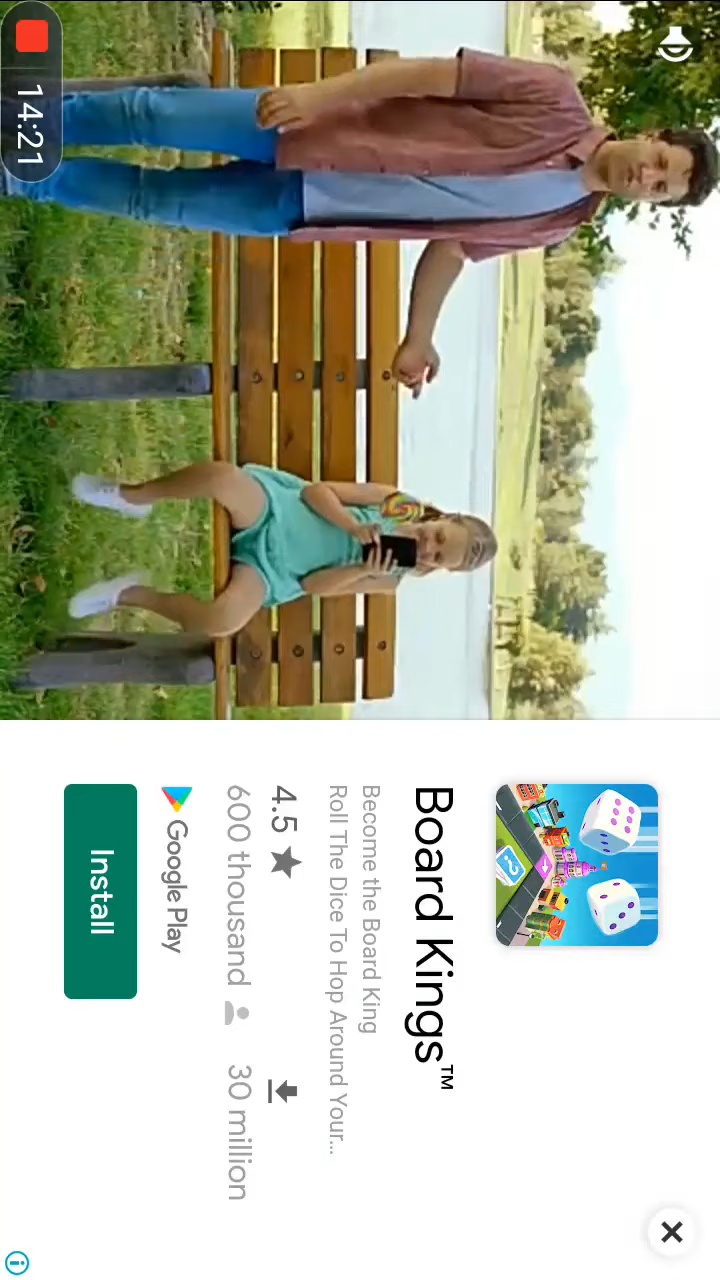 14:21
Board Kings™
Become the Board King
Roll The Dice To Hop Around Your...
4.5 ★
600 thousand
30 million
Google Play
Install